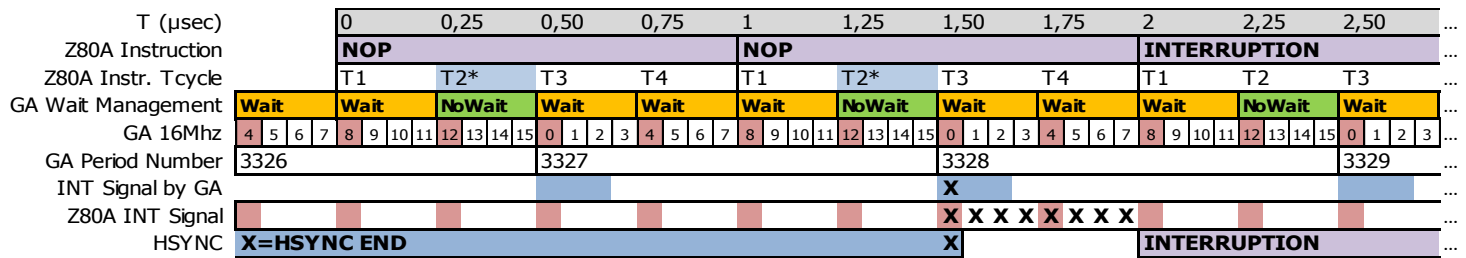 T (µsec) 0 0,25 0,50 0,75 1 1,25 1,50 1,75 2 2,25 2,50 ...
Z80A Instruction NOP NOP INTERRUPTION ...
Z80A Instr. Tcycle T1 T2* T3 T4 T1 T2* T3 T4 T1 T2 T3 ...
GA Wait Management Wait Wait NoWait Wait Wait Wait NoWait Wait Wait Wait NoWait Wait ...
GA 16Mhz 4 5 6 7 8 9 10 11 12 13 14 15 0 1 2 3 4 5 6 7 8 9 10 11 12 13 14 15 0 1 2 3 4 5 6 7 8 9 10 11 12 13 14 15 0 1 2 3 ...
GA Period Number 3326 3327 3328 3329 ...
INT Signal by GA X ...
Z80A INT Signal X X X X X X X X ...
HSYNC X=HSYNC END X INTERRUPTION ...